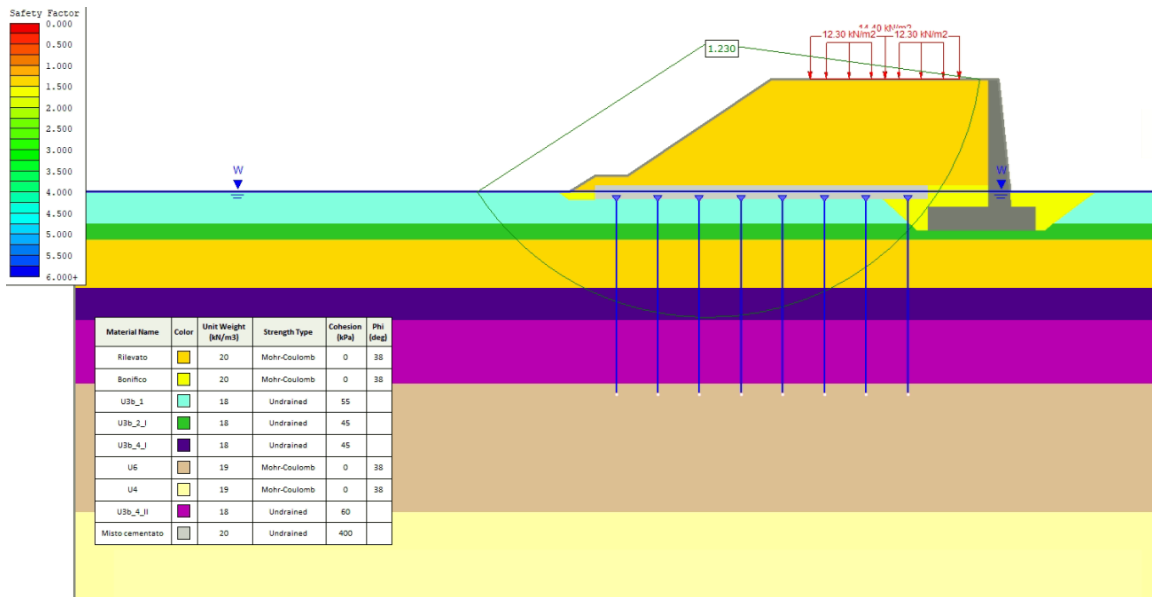 Safety Factor
0.000
0.500
1.000
1.500
2.000
2.500
3.000
3.500
4.000
4.500
5.000
5.500
6.000+
1.230
14.40 kN/m2
12.30 kN/m2 12.30 kN/m2
W
W
Material Name Color Unit Weight (kN/m3) Strength Type Cohesion (kPa) Phi (deg)
Rilevato 20 Mohr-Coulomb 0 38
Bonifico 20 Mohr-Coulomb 0 38
U3b_1 18 Undrained 55
U3b_2_I 18 Undrained 45
U3b_4_I 18 Undrained 45
U6 19 Mohr-Coulomb 0 38
U4 19 Mohr-Coulomb 0 38
U3b_4_II 18 Undrained 60
Misto cementato 20 Undrained 400